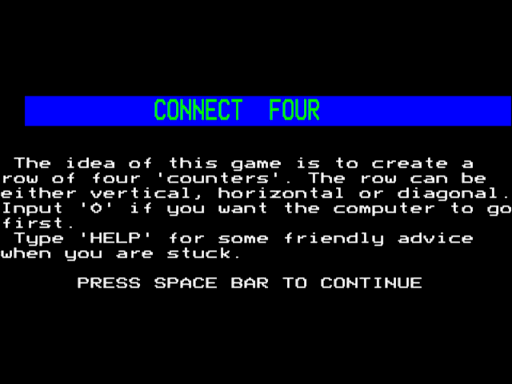 CONNECT FOUR
The idea of this game is to create a
row of four 'counters'. The row can be
either vertical, horizontal or diagonal.
Input '0' if you want the computer to go
first.
Type 'HELP' for some friendly advice
when you are stuck.
PRESS SPACE BAR TO CONTINUE